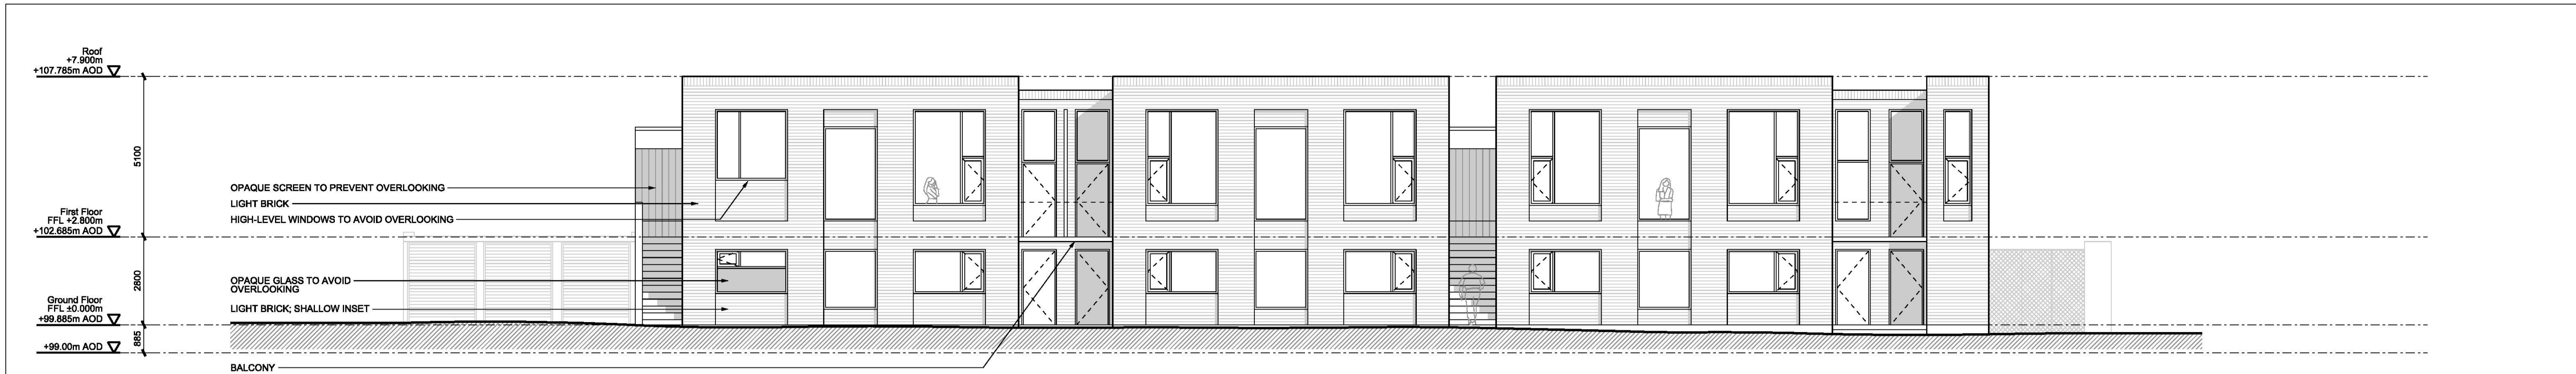 Roof
+7.900m
+107.785m AOD
5100
OPAQUE SCREEN TO PREVENT OVERLOOKING
LIGHT BRICK
HIGH-LEVEL WINDOWS TO AVOID OVERLOOKING
First Floor
FFL +2.800m
+102.685m AOD
2800
OPAQUE GLASS TO AVOID
OVERLOOKING
LIGHT BRICK; SHALLOW INSET
Ground Floor
FFL ±0.000m
+99.885m AOD
885
+99.00m AOD
BALCONY